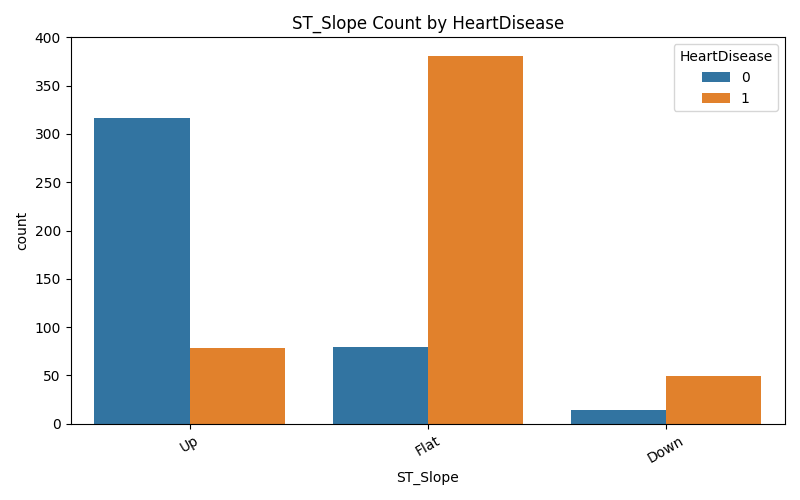 ST_Slope Count by HeartDisease
400
350
300
250
200
150
100
50
0
count
HeartDisease
0
1
Up
Flat
Down
ST_Slope